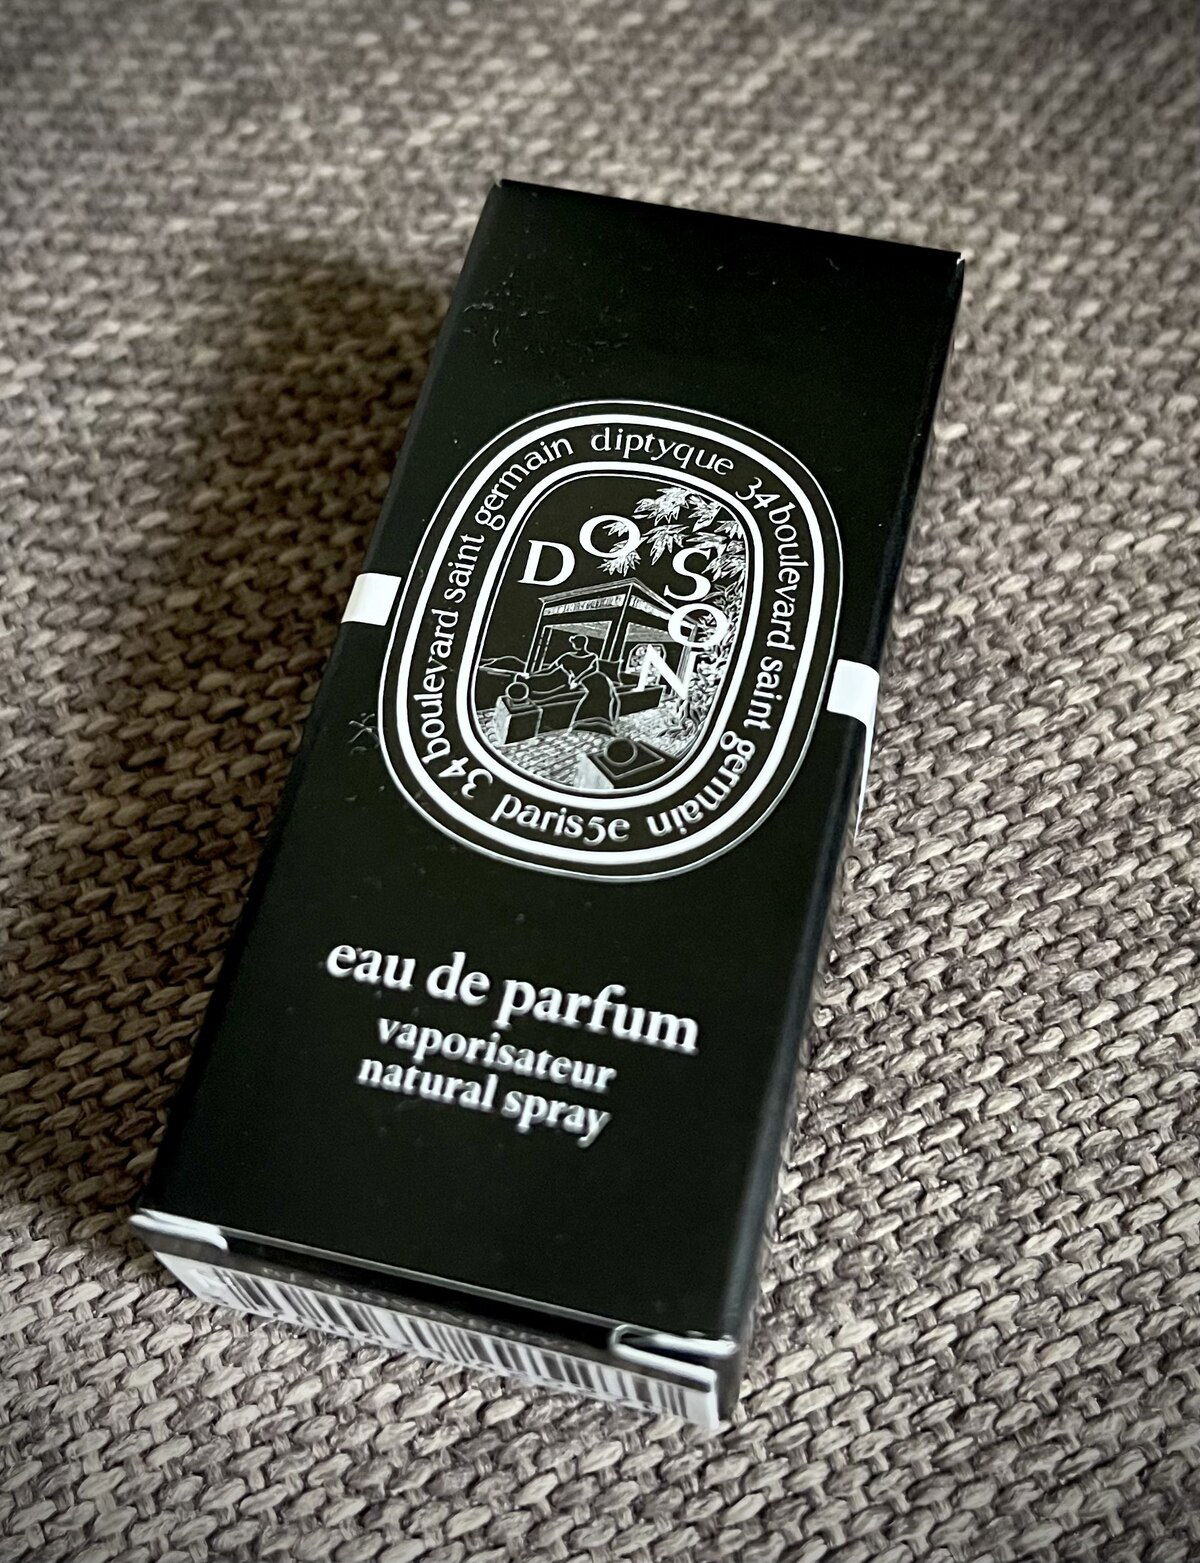 diptyque 34 boulevard saint germain paris5e 34 boulevard saint germain
DO SON
eau de parfum
vaporisateur
natural spray